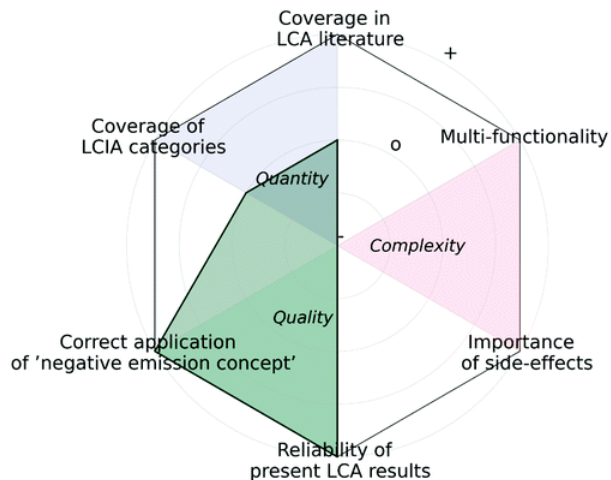 Coverage in
LCA literature
+
Coverage of
LCIA categories
Multi-functionality
o
Quantity
-
Complexity
Quality
Correct application
of ’negative emission concept’
Importance
of side-effects
Reliability of
present LCA results